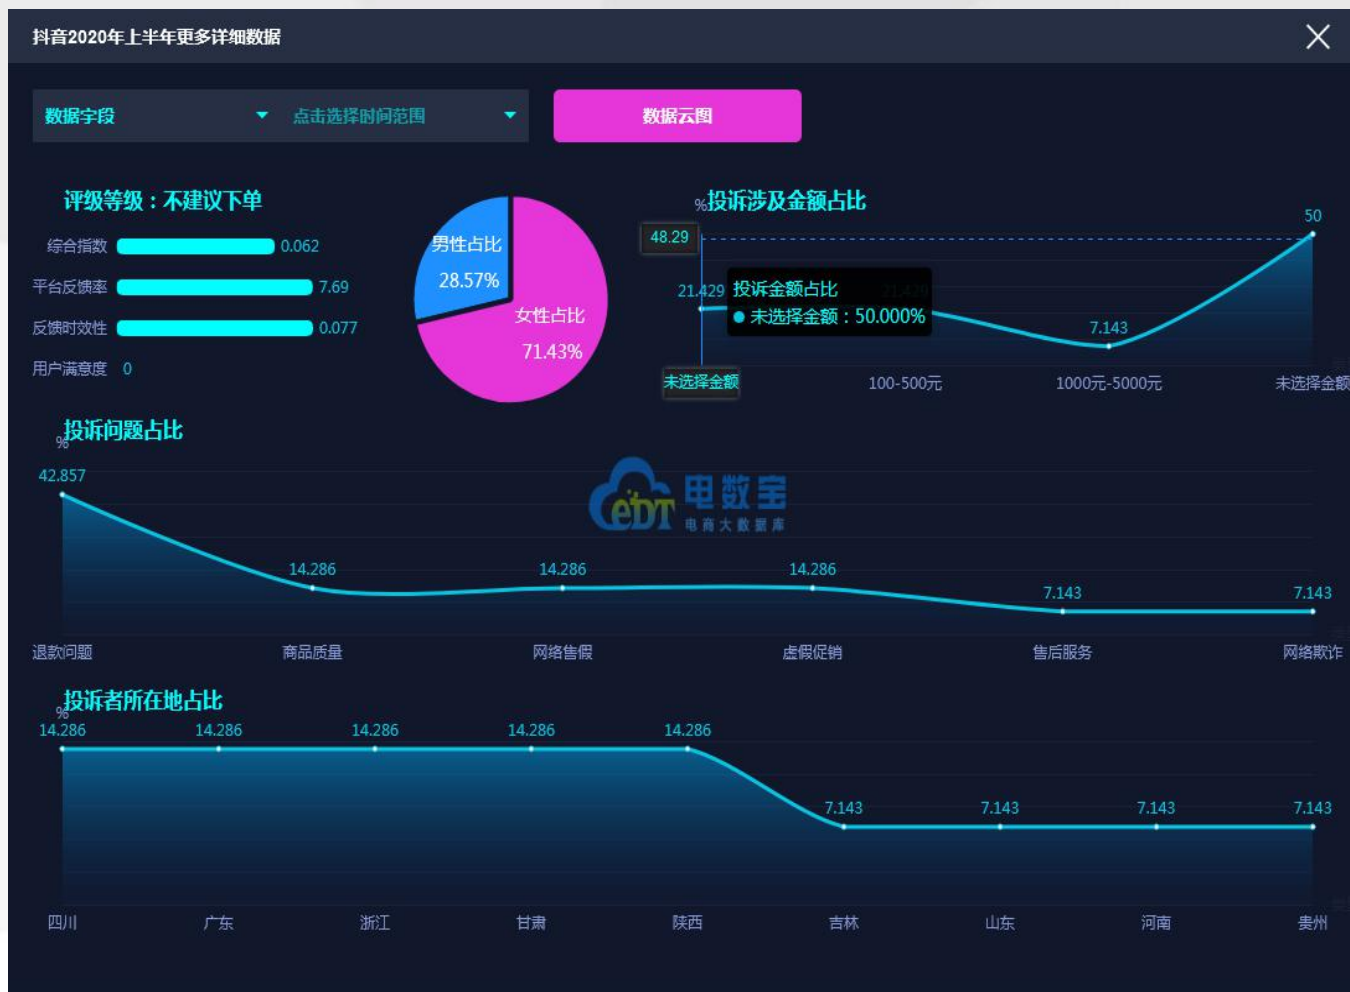 抖音2020年上半年更多详细数据
数据字段
点击选择时间范围
数据云图
评级等级：不建议下单
综合指数 0.062
平台反馈率 7.69
反馈时效性 0.077
用户满意度 0
男性占比
28.57%
女性占比
71.43%
%
投诉涉及金额占比
50
48.29
21.429
21.429
投诉金额占比
未选择金额：50.000%
7.143
未选择金额
100-500元
1000元-5000元
未选择金额
投诉问题占比
%
42.857
14.286
14.286
14.286
7.143
7.143
退款问题
商品质量
网络售假
虚假促销
售后服务
网络欺诈
eDT
电数宝
电商大数据库
投诉者所在地占比
%
14.286
14.286
14.286
14.286
14.286
7.143
7.143
7.143
7.143
四川
广东
浙江
甘肃
陕西
吉林
山东
河南
贵州